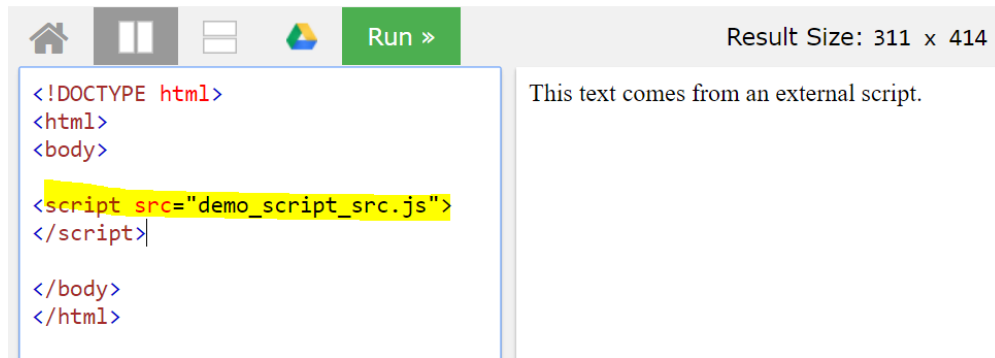 Run »
Result Size: 311 x 414
<!DOCTYPE html>
<html>
<body>
<script src="demo_script_src.js">
</script>
</body>
</html>
This text comes from an external script.